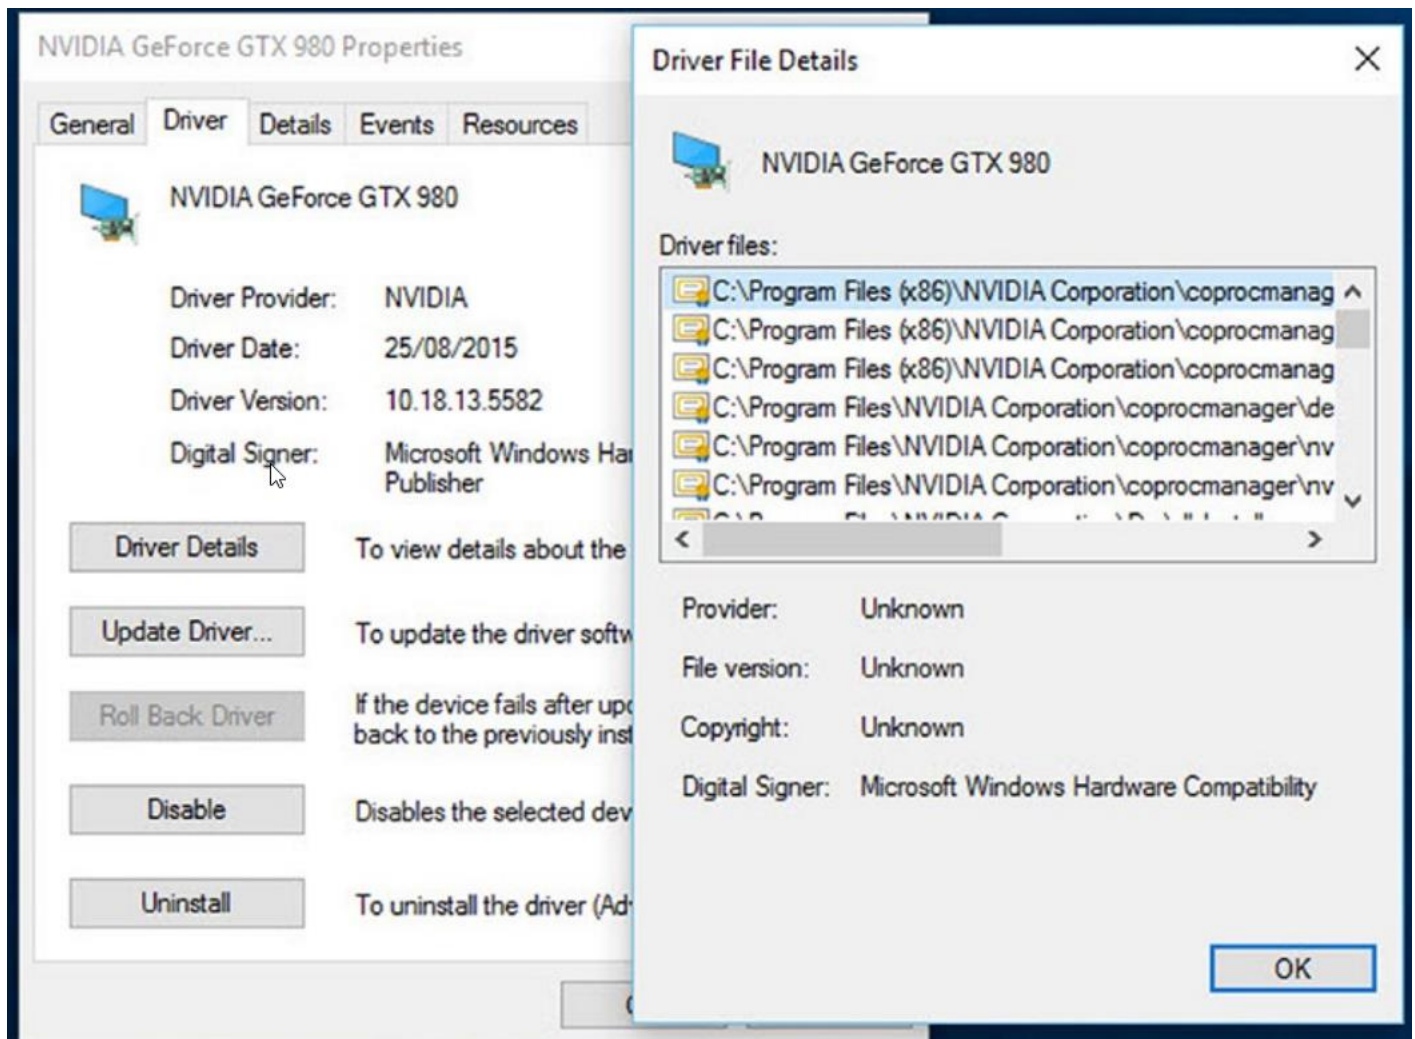 NVIDIA GeForce GTX 980 Properties
General Driver Details Events Resources
NVIDIA GeForce GTX 980
Driver Provider: NVIDIA
Driver Date: 25/08/2015
Driver Version: 10.18.13.5582
Digital Signer: Microsoft Windows Har
Publisher
Driver Details To view details about the
Update Driver... To update the driver softw
Roll Back Driver If the device fails after upd
back to the previously inst
Disable Disables the selected dev
Uninstall To uninstall the driver (Adv
Driver File Details
NVIDIA GeForce GTX 980
Driver files:
C:\Program Files (x86)\NVIDIA Corporation\coprocmanag
C:\Program Files (x86)\NVIDIA Corporation\coprocmanag
C:\Program Files (x86)\NVIDIA Corporation\coprocmanag
C:\Program Files\NVIDIA Corporation\coprocmanager\de
C:\Program Files\NVIDIA Corporation\coprocmanager\nv
C:\Program Files\NVIDIA Corporation\coprocmanager\nv
Provider: Unknown
File version: Unknown
Copyright: Unknown
Digital Signer: Microsoft Windows Hardware Compatibility
OK